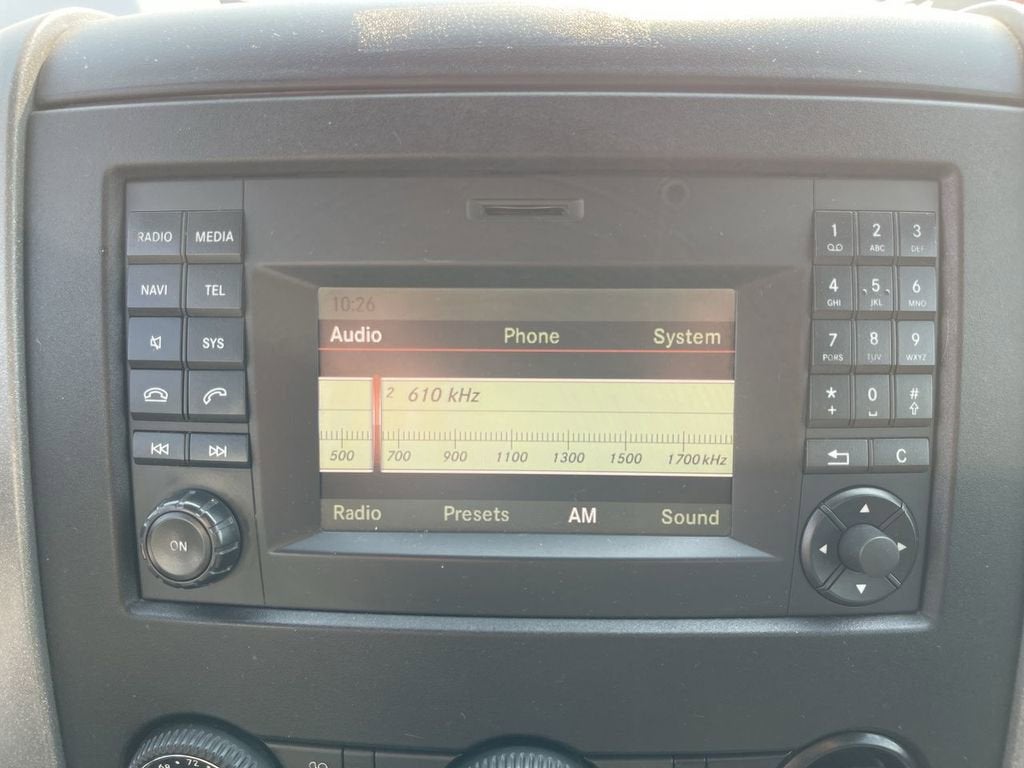 RADIO MEDIA
NAVI TEL
SYS
ON
10:26
Audio Phone System
2 610 kHz
500 700 900 1100 1300 1500 1700 kHz
Radio Presets AM Sound
1 2 3
ABC DEF
4 5 6
GHI JKL MNO
7 8 9
PQRS TUV WXYZ
* 0 #
+
C
72